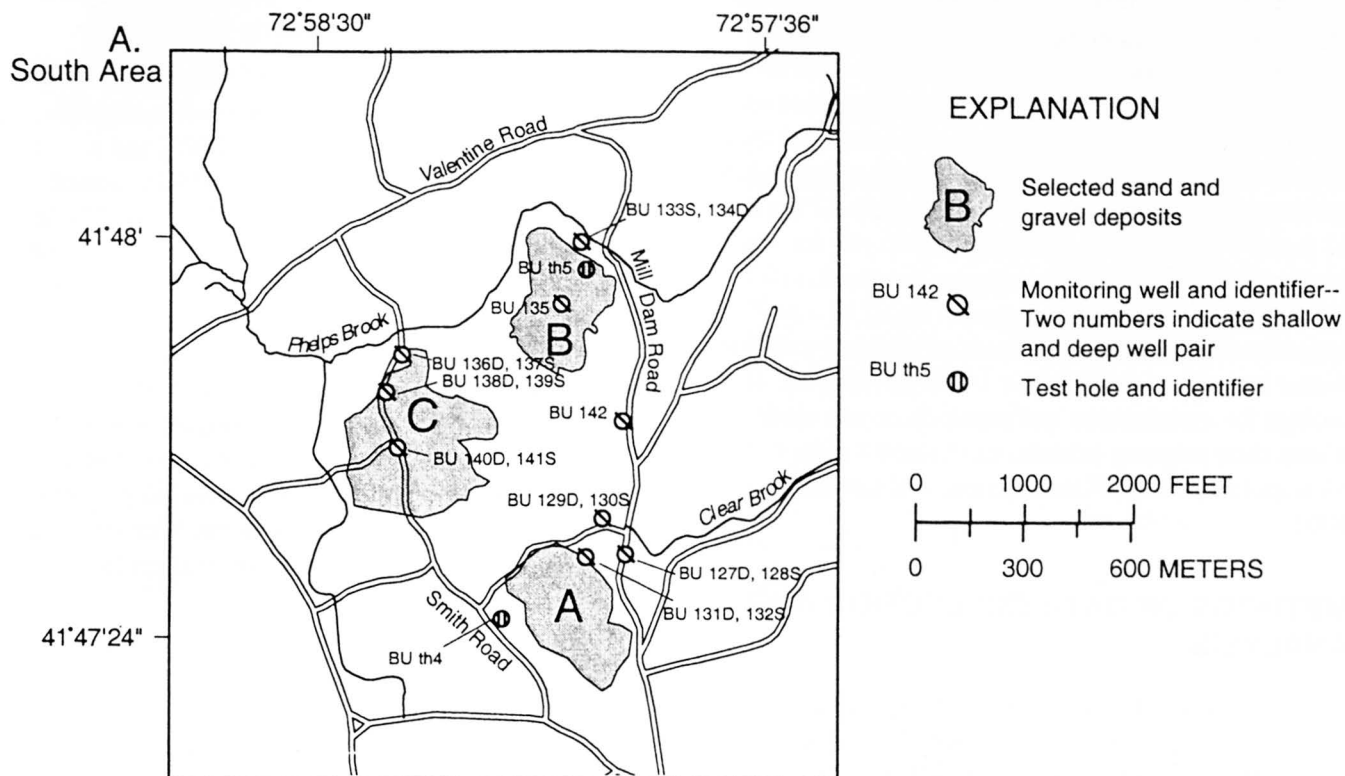 72°58'30"
72°57'36"
A.
South Area
Valentine Road
BU 133S, 134D
41°48'
Mill Dam Road
BU th5
BU 135
B
Phelps Brook
BU 136D, 137S
BU 138D, 139S
C
BU 142
BU 140D, 141S
BU 129D, 130S
Clear Brook
BU 127D, 128S
A
BU 131D, 132S
Smith Road
41°47'24"
BU th4
EXPLANATION
B
Selected sand and
gravel deposits
BU 142
Monitoring well and identifier--
Two numbers indicate shallow
and deep well pair
BU th5
Test hole and identifier
0 1000 2000 FEET
0 300 600 METERS